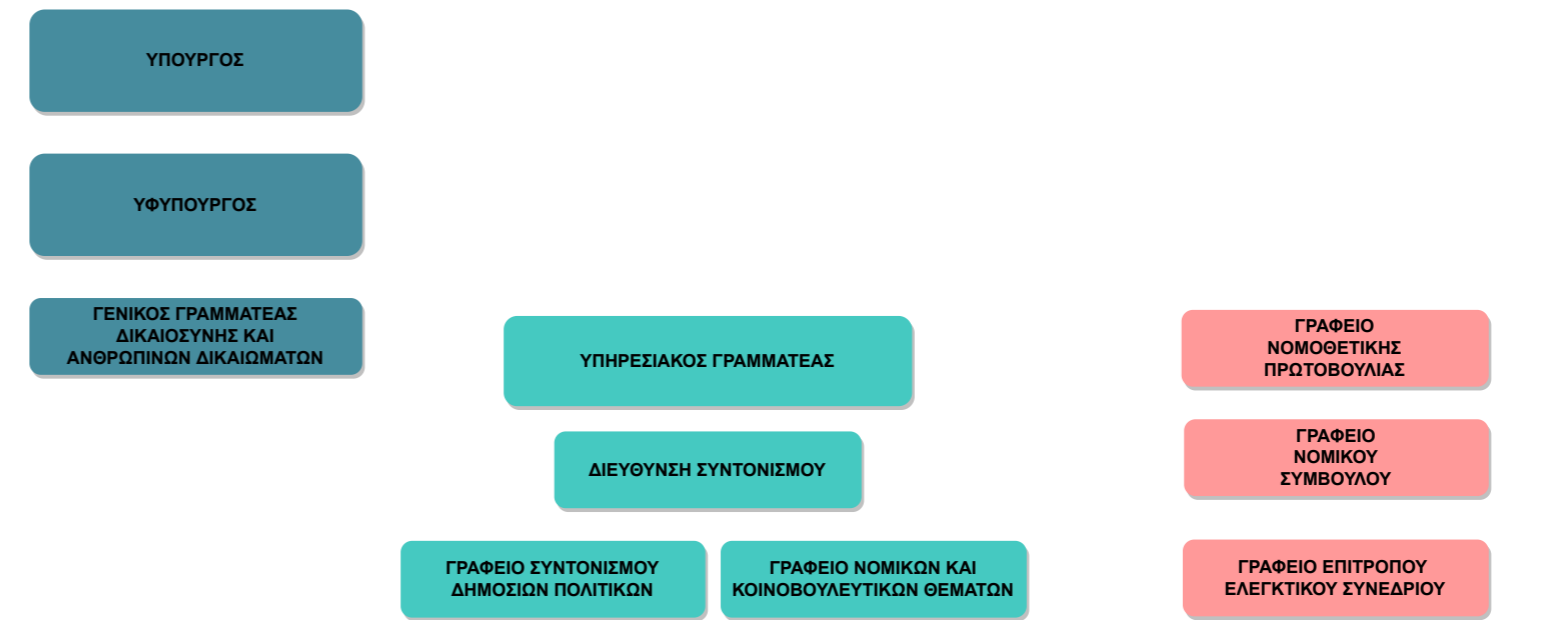 ΥΠΟΥΡΓΟΣ
ΥΦΥΠΟΥΡΓΟΣ
ΓΕΝΙΚΟΣ ΓΡΑΜΜΑΤΕΑΣ
ΔΙΚΑΙΟΣΥΝΗΣ ΚΑΙ
ΑΝΘΡΩΠΙΝΩΝ ΔΙΚΑΙΩΜΑΤΩΝ
ΥΠΗΡΕΣΙΑΚΟΣ ΓΡΑΜΜΑΤΕΑΣ
ΔΙΕΥΘΥΝΣΗ ΣΥΝΤΟΝΙΣΜΟΥ
ΓΡΑΦΕΙΟ ΣΥΝΤΟΝΙΣΜΟΥ
ΔΗΜΟΣΙΩΝ ΠΟΛΙΤΙΚΩΝ
ΓΡΑΦΕΙΟ ΝΟΜΙΚΩΝ ΚΑΙ
ΚΟΙΝΟΒΟΥΛΕΥΤΙΚΩΝ ΘΕΜΑΤΩΝ
ΓΡΑΦΕΙΟ
ΝΟΜΟΘΕΤΙΚΗΣ
ΠΡΩΤΟΒΟΥΛΙΑΣ
ΓΡΑΦΕΙΟ
ΝΟΜΙΚΟΥ
ΣΥΜΒΟΥΛΟΥ
ΓΡΑΦΕΙΟ ΕΠΙΤΡΟΠΟΥ
ΕΛΕΓΚΤΙΚΟΥ ΣΥΝΕΔΡΙΟΥ